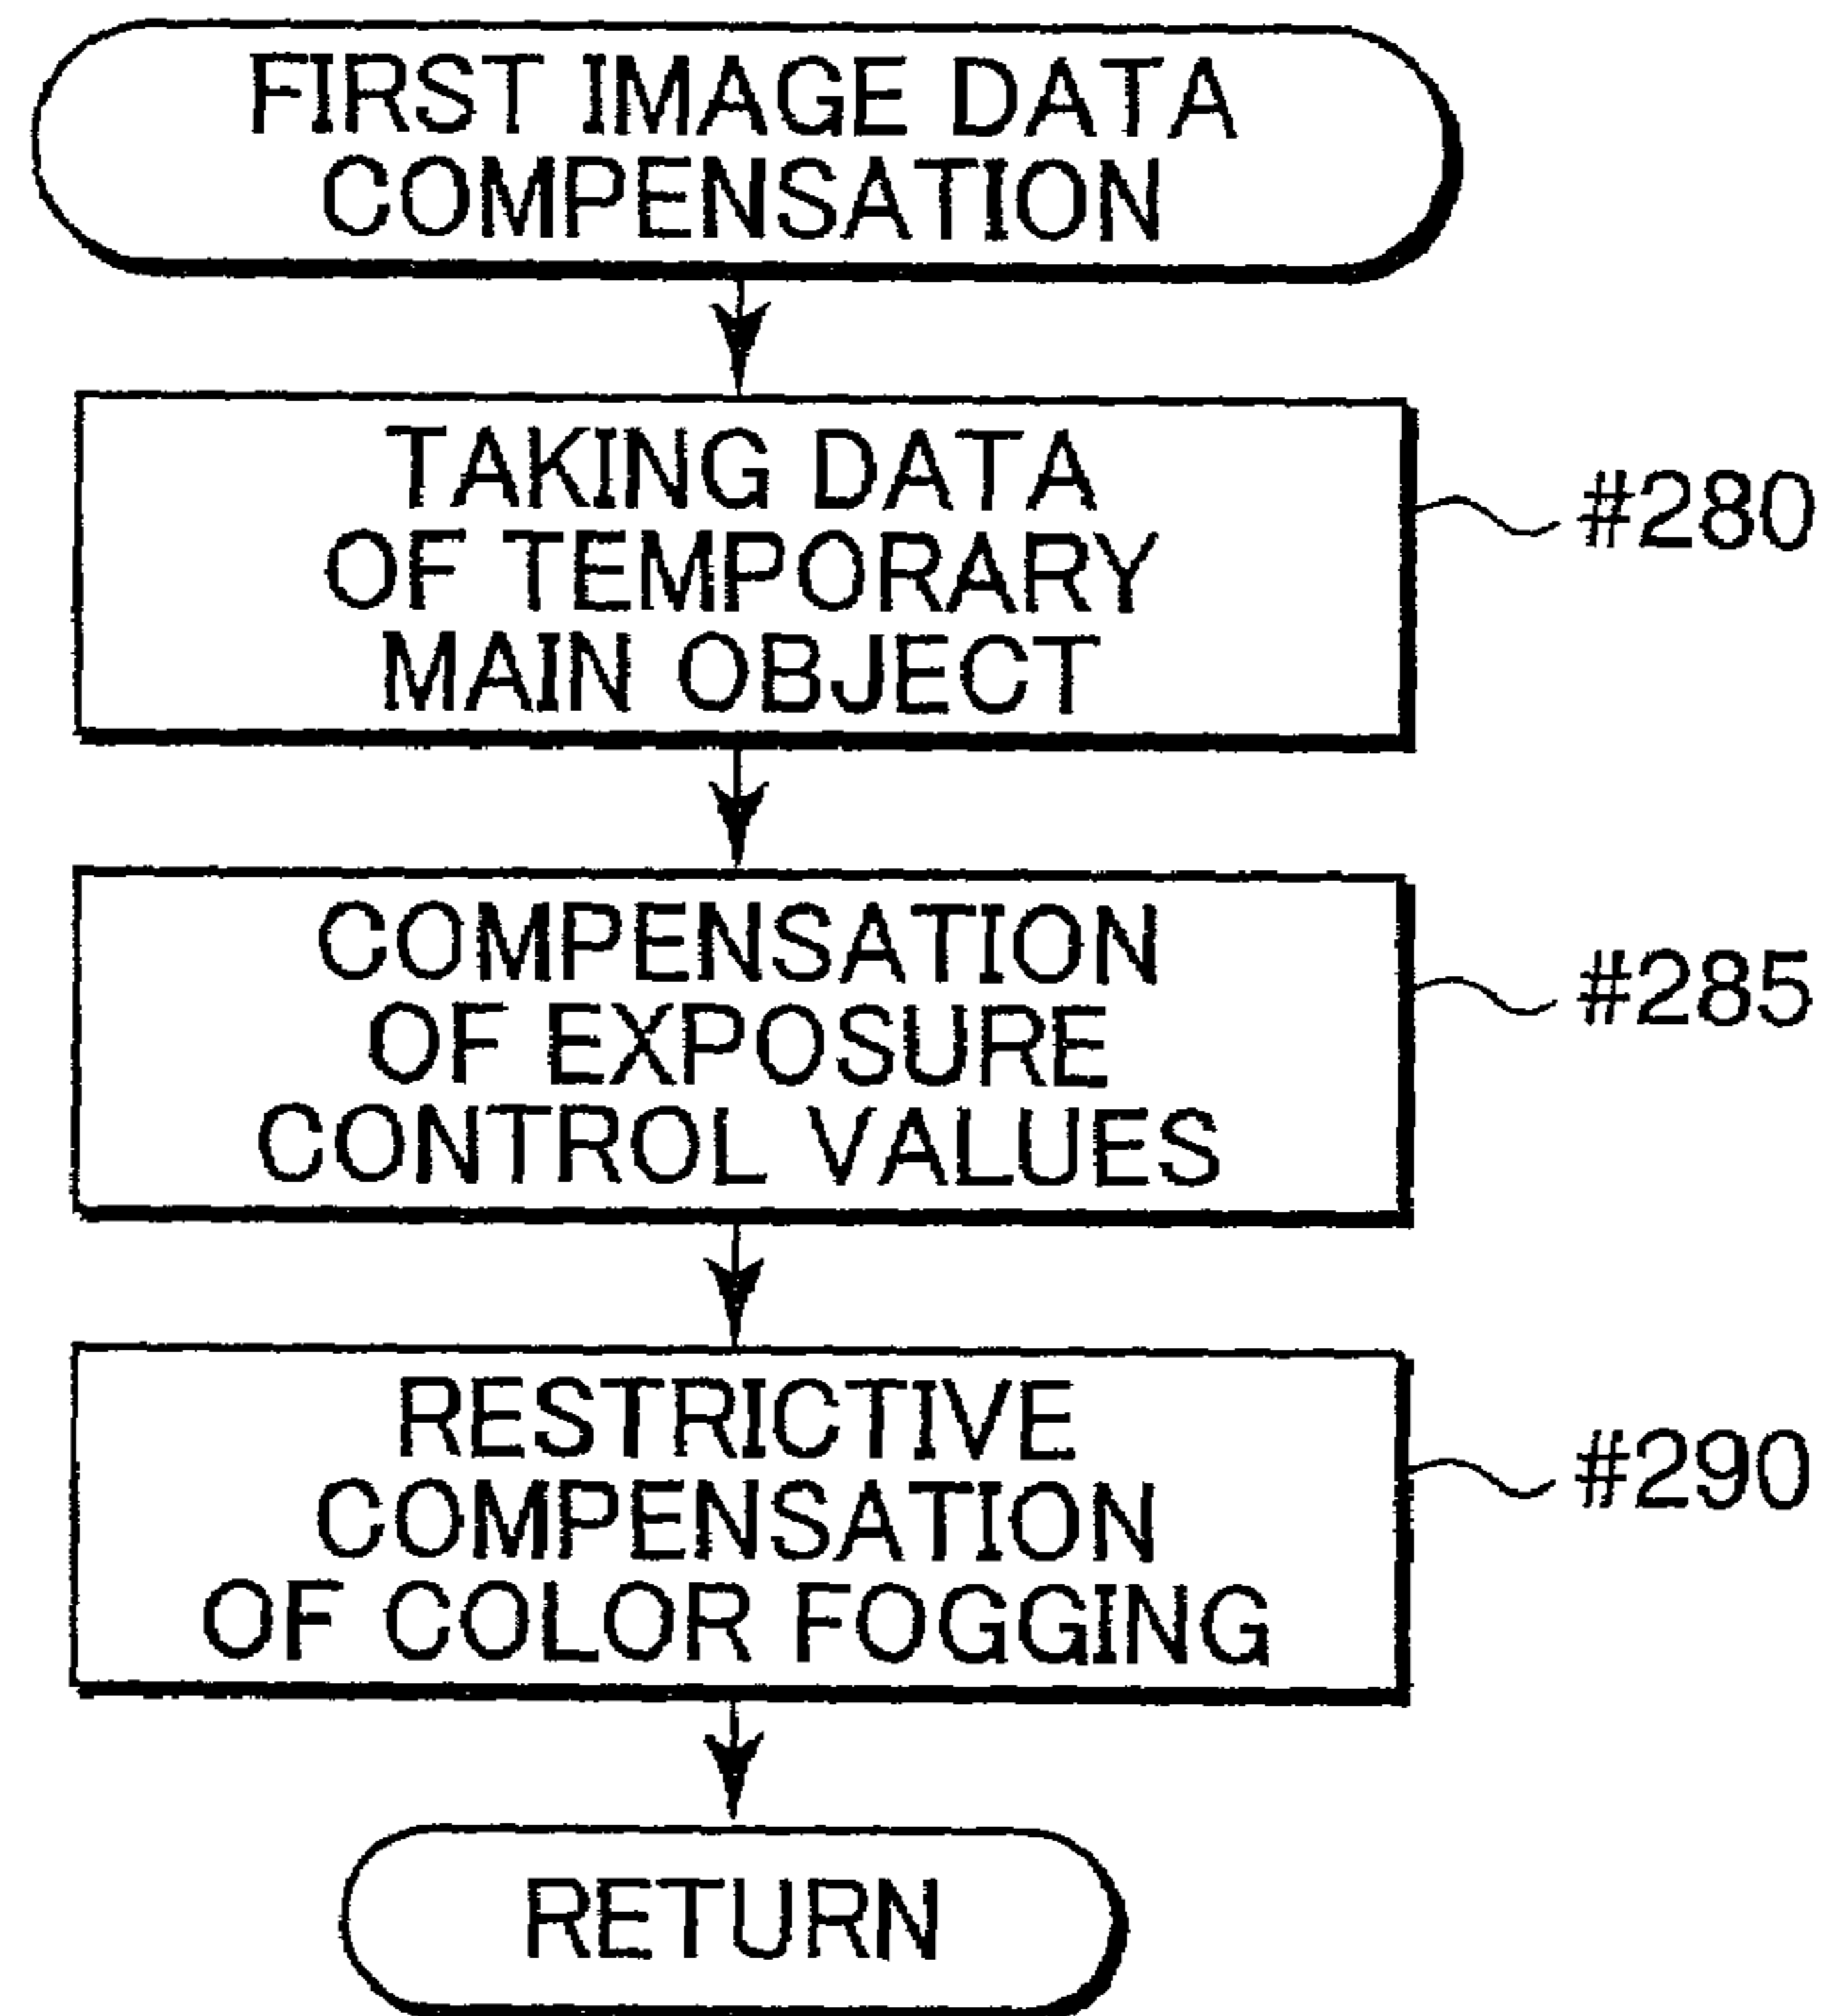 FIRST IMAGE DATA
COMPENSATION
TAKING DATA
OF TEMPORARY
MAIN OBJECT
#280
COMPENSATION
OF EXPOSURE
CONTROL VALUES
#285
RESTRICTIVE
COMPENSATION
OF COLOR FOGGING
#290
RETURN